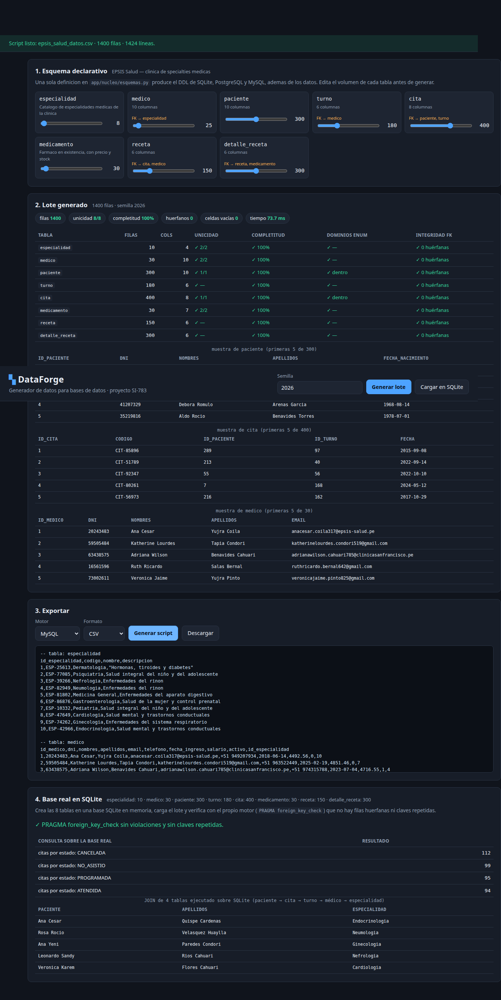 Script listo: epsis_salud_datos.csv · 1400 filas · 1424 líneas.
1. Esquema declarativo EPSIS Salud — clinica de specialties medicas
Una sola definicion en app/nucleo/esquemas.py produce el DDL de SQLite, PostgreSQL y MySQL, ademas de los datos. Edita el volumen de cada tabla antes de generar.
especialidad
Catalogo de especialidades medicas de
la clinica
8
medico
10 columnas
FK → especialidad
25
paciente
10 columnas
300
turno
6 columnas
FK → medico
180
cita
8 columnas
FK → paciente, turno
400
medicamento
Farmaco en existencia, con precio y
stock
30
receta
6 columnas
FK → cita, medico
150
detalle_receta
6 columnas
FK → receta, medicamento
300
2. Lote generado 1400 filas · semilla 2026
filas 1400 unicidad 8/8 completitud 100% huerfanos 0 celdas vacías 0 tiempo 73.7 ms
TABLA FILAS COLS UNICIDAD COMPLETITUD DOMINIOS ENUM INTEGRIDAD FK
especialidad 10 4 ✓ 2/2 ✓ 100% ✓ — ✓ 0 huérfanas
medico 30 10 ✓ 2/2 ✓ 100% ✓ — ✓ 0 huérfanas
paciente 300 10 ✓ 1/1 ✓ 100% ✓ dentro ✓ 0 huérfanas
turno 180 6 ✓ — ✓ 100% ✓ — ✓ 0 huérfanas
cita 400 8 ✓ 1/1 ✓ 100% ✓ dentro ✓ 0 huérfanas
medicamento 30 7 ✓ 2/2 ✓ 100% ✓ — ✓ 0 huérfanas
receta 150 6 ✓ — ✓ 100% ✓ — ✓ 0 huérfanas
detalle_receta 300 6 ✓ — ✓ 100% ✓ — ✓ 0 huérfanas
muestra de paciente (primeras 5 de 300)
ID_PACIENTE DNI NOMBRES APELLIDOS FECHA_NACIMIENTO
DataForge
Generador de datos para bases de datos · proyecto SI-783
Semilla
2026 Generar lote Cargar en SQLite
4 41207329 Debora Romulo Arenas Garcia 1968-08-14
5 35219816 Aldo Rocio Benavides Torres 1978-07-01
muestra de cita (primeras 5 de 400)
ID_CITA CODIGO ID_PACIENTE ID_TURNO FECHA
1 CIT-85896 289 97 2015-09-08
2 CIT-51789 213 40 2022-09-14
3 CIT-92347 55 56 2022-10-10
4 CIT-80261 7 168 2024-05-12
5 CIT-56973 216 162 2017-10-29
muestra de medico (primeras 5 de 30)
ID_MEDICO DNI NOMBRES APELLIDOS EMAIL
1 20243483 Ana Cesar Yujra Coila anacesar.coila317@epsis-salud.pe
2 59505484 Katherine Lourdes Tapia Condori katherinelourdes.condori519@gmail.com
3 63438575 Adriana Wilson Benavides Cahuari adrianawilson.cahuari785@clinicasanfrancisco.pe
4 16561596 Ruth Ricardo Salas Bernal ruthricardo.bernal642@gmail.com
5 73002611 Veronica Jaime Yujra Pinto veronicajaime.pinto825@gmail.com
3. Exportar
Motor Formato
MySQL CSV Generar script Descargar
-- tabla: especialidad
id_especialidad,codigo,nombre,descripcion
1,ESP-25613,Dermatologia,"Hormonas, tiroides y diabetes"
2,ESP-77085,Psiquiatria,Salud integral del niño y del adolescente
3,ESP-39266,Nefrologia,Enfermedades del rinon
4,ESP-82949,Neumologia,Enfermedades del rinon
5,ESP-81802,Medicina General,Enfermedades del aparato digestivo
6,ESP-86876,Gastroenterologia,Salud de la mujer y control prenatal
7,ESP-10332,Pediatria,Salud integral del niño y del adolescente
8,ESP-47649,Cardiologia,Salud mental y trastornos conductuales
9,ESP-74262,Ginecologia,Enfermedades del sistema respiratorio
10,ESP-42966,Endocrinologia,Salud mental y trastornos conductuales
-- tabla: medico
id_medico,dni,nombres,apellidos,email,telefono,fecha_ingreso,salario,activo,id_especialidad
1,20243483,Ana Cesar,Yujra Coila,anacesar.coila317@epsis-salud.pe,+51 949207934,2018-06-14,4492.56,0,10
2,59505484,Katherine Lourdes,Tapia Condori,katherinelourdes.condori519@gmail.com,+51 963522449,2025-02-19,4851.46,0,7
3,63438575,Adriana Wilson,Benavides Cahuari,adrianawilson.cahuari785@clinicasanfrancisco.pe,+51 974315788,2023-07-04,4716.55,1,4
4. Base real en SQLite especialidad: 10 · medico: 30 · paciente: 300 · turno: 180 · cita: 400 · medicamento: 30 · receta: 150 · detalle_receta: 300
Crea las 8 tablas en una base SQLite en memoria, carga el lote y verifica con el propio motor ( PRAGMA foreign_key_check ) que no hay filas huerfanas ni claves repetidas.
✓ PRAGMA foreign_key_check sin violaciones y sin claves repetidas.
CONSULTA SOBRE LA BASE REAL RESULTADO
citas por estado: CANCELADA 112
citas por estado: NO_ASISTIO 99
citas por estado: PROGRAMADA 95
citas por estado: ATENDIDA 94
JOIN de 4 tablas ejecutado sobre SQLite (paciente → cita → turno → médico → especialidad)
PACIENTE APELLIDOS ESPECIALIDAD
Ana Cesar Quispe Cardenas Endocrinologia
Rosa Rocio Velasquez Huaylla Neumologia
Ana Yeni Paredes Condori Ginecologia
Leonardo Sandy Rios Cahuari Nefrologia
Veronica Karem Flores Cahuari Cardiologia